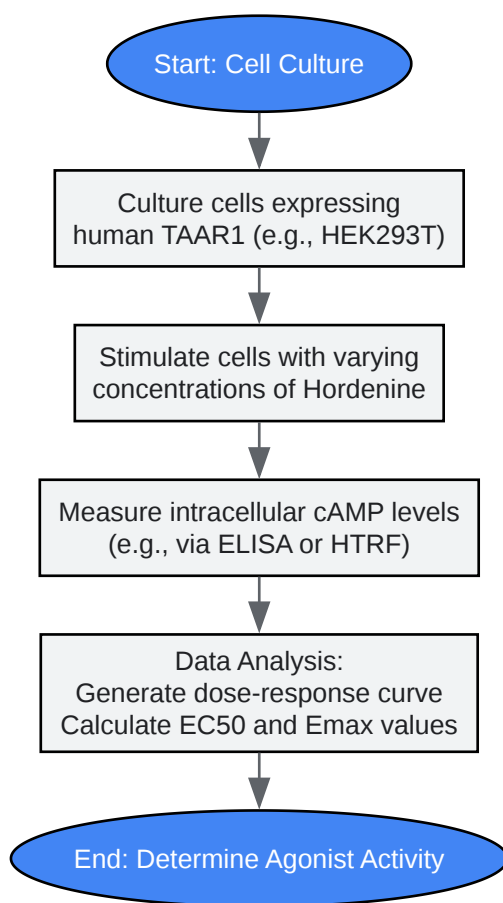 Start: Cell Culture
Culture cells expressing
human TAAR1 (e.g., HEK293T)
Stimulate cells with varying
concentrations of Hordenine
Measure intracellular cAMP levels
(e.g., via ELISA or HTRF)
Data Analysis:
Generate dose-response curve
Calculate EC50 and Emax values
End: Determine Agonist Activity